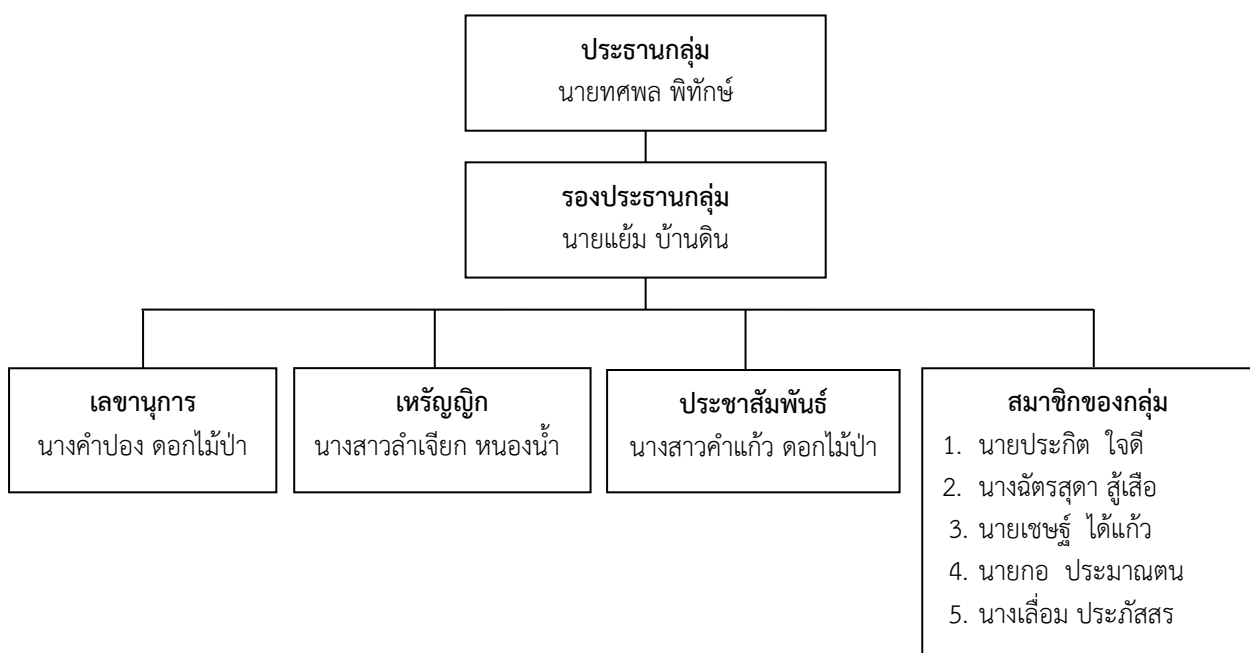 ประธานกลุ่ม
นายทศพล พิทักษ์
รองประธานกลุ่ม
นายแย้ม บ้านดิน
เลขานุการ
นางคำปอง ดอกไม้ป่า
เหรัญญิก
นางสาวลำเจียก หนองน้ำ
ประชาสัมพันธ์
นางสาวคำแก้ว ดอกไม้ป่า
สมาชิกของกลุ่ม
1. นายประกิต ใจดี
2. นางฉัตรสุดา สู้เสือ
3. นายเชษฐ์ ได้แก้ว
4. นายกอ ประมาณตน
5. นางเลื่อม ประภัสสร